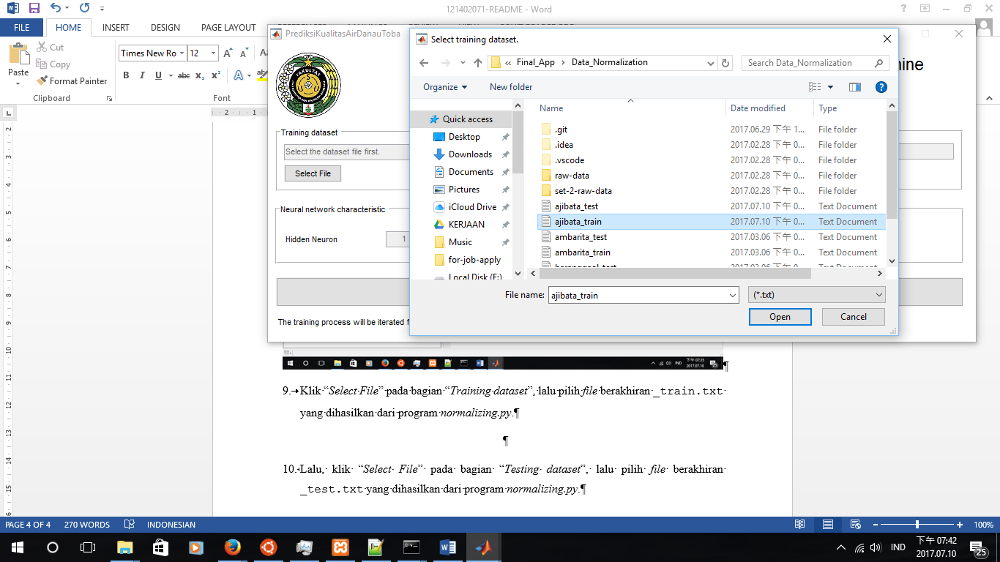 121402071-README - Word
FILE
HOME
INSERT
DESIGN
PAGE LAYOUT
Cut
Copy
Format Painter
Paste
Clipboard
Times New Ro
12
Font
PrediksiKualitasAirDanauToba
Training dataset
Select the dataset file first.
Select File
Neural network characteristic
Hidden Neuron
1
The training process will be iterated f
Select training dataset.
Final_App
Data_Normalization
Search Data_Normalization
Organize
New folder
Quick access
Desktop
Downloads
Documents
Pictures
iCloud Drive
KERJAAN
Music
for-job-apply
Local Disk (E:)
Name Date modified Type
.git 2017.06.29 下午 1... File folder
.idea 2017.02.28 下午 0... File folder
.vscode 2017.02.28 下午 0... File folder
raw-data 2017.02.28 下午 0... File folder
set-2-raw-data 2017.02.28 下午 0... File folder
ajibata_test 2017.07.10 下午 0... Text Document
ajibata_train 2017.07.10 下午 0... Text Document
ambarita_test 2017.03.06 下午 0... Text Document
ambarita_train 2017.03.06 下午 0... Text Document
File name: ajibata_train
(*.txt)
Open
Cancel
9. Klik “Select File” pada bagian “Training dataset”, lalu pilih file berakhiran _train.txt
yang dihasilkan dari program normalizing.py.¶
¶
10. Lalu, klik “Select File” pada bagian “Testing dataset”, lalu pilih file berakhiran
_test.txt yang dihasilkan dari program normalizing.py.¶
PAGE 4 OF 4
270 WORDS
INDONESIAN
100%
IND
下午 07:42
2017.07.10
25